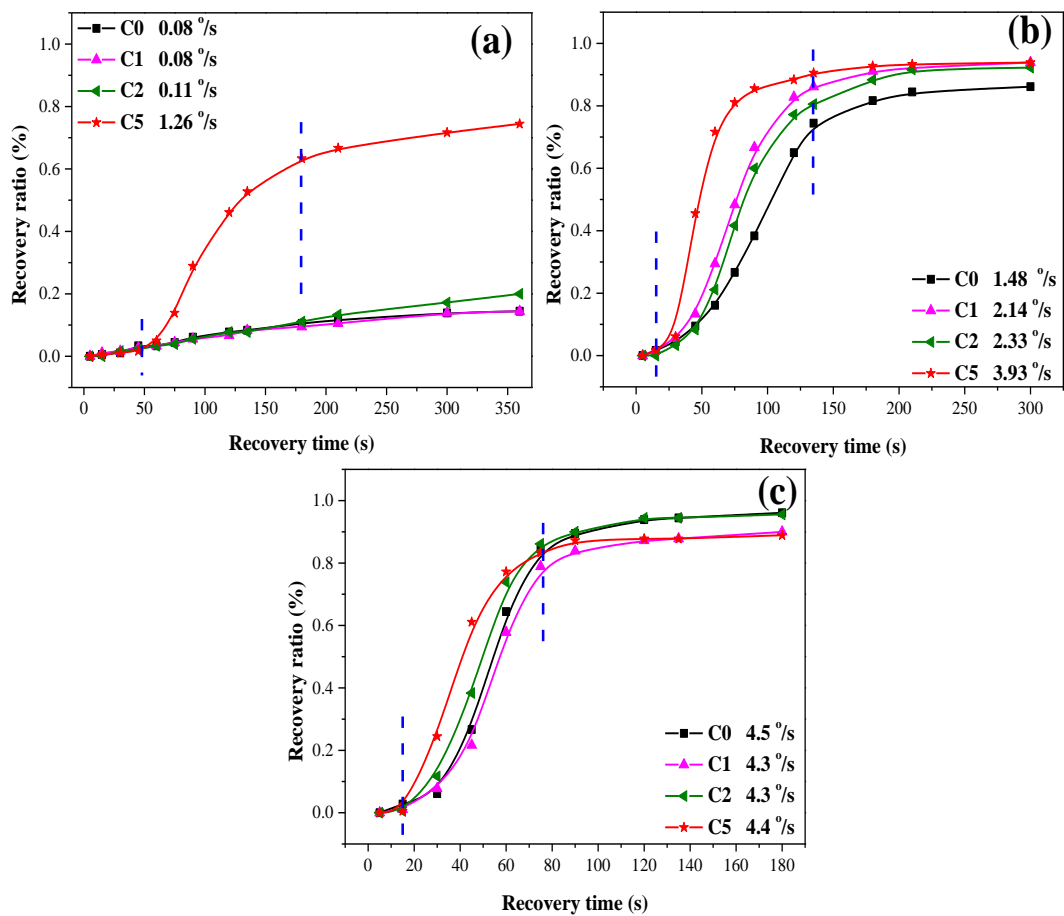 (a)
C0 0.08 °/s
C1 0.08 °/s
C2 0.11 °/s
C5 1.26 °/s
Recovery ratio (%)
1.0
0.8
0.6
0.4
0.2
0.0
0 50 100 150 200 250 300 350
Recovery time (s)
(b)
C0 1.48 °/s
C1 2.14 °/s
C2 2.33 °/s
C5 3.93 °/s
Recovery ratio (%)
1.0
0.8
0.6
0.4
0.2
0.0
0 50 100 150 200 250 300
Recovery time (s)
(c)
C0 4.5 °/s
C1 4.3 °/s
C2 4.3 °/s
C5 4.4 °/s
Recovery ratio (%)
1.0
0.8
0.6
0.4
0.2
0.0
0 20 40 60 80 100 120 140 160 180
Recovery time (s)